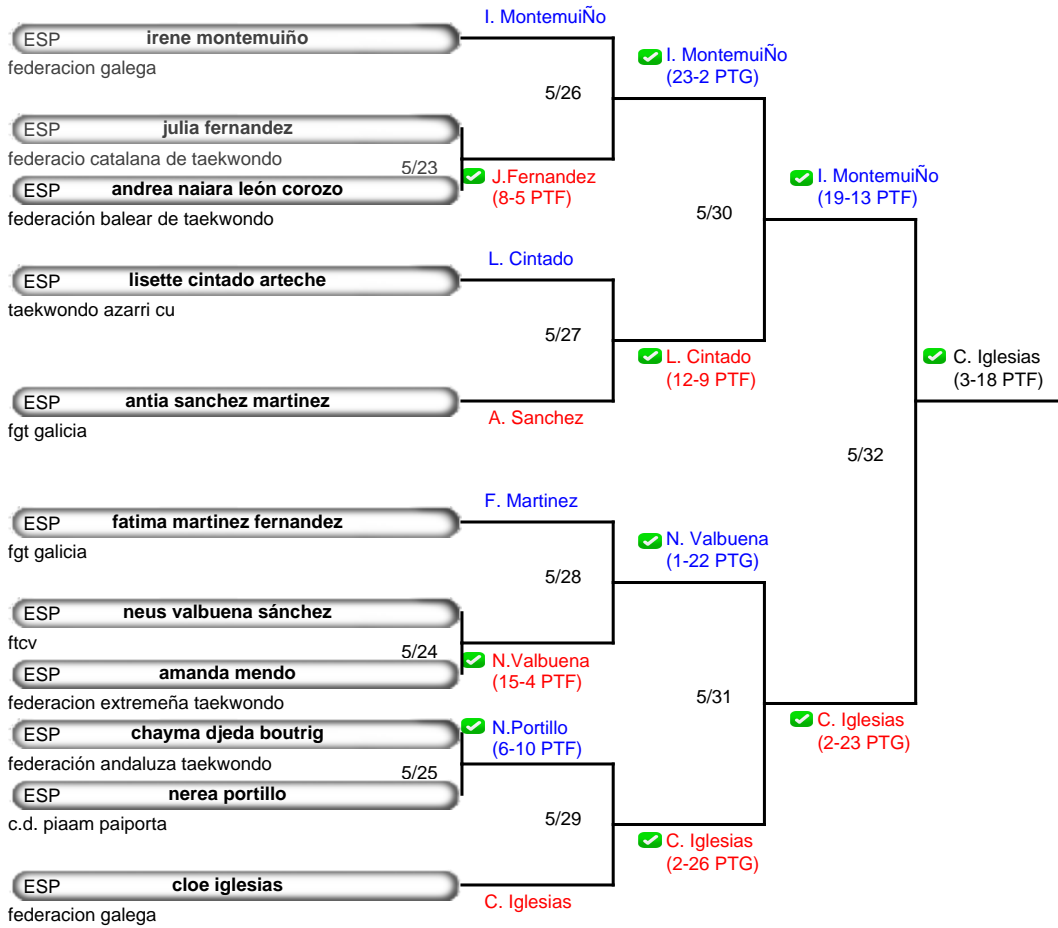 I. MontemuiÑo
ESP irene montemuiño
federacion galega
I. MontemuiÑo
(23-2 PTG)
5/26
ESP julia fernandez
federacio catalana de taekwondo
5/23
J.Fernandez
(8-5 PTF)
ESP andrea naiara león corozo
federación balear de taekwondo
I. MontemuiÑo
(19-13 PTF)
5/30
L. Cintado
ESP lisette cintado arteche
taekwondo azarri cu
5/27
L. Cintado
(12-9 PTF)
C. Iglesias
(3-18 PTF)
ESP antia sanchez martinez
fgt galicia
A. Sanchez
5/32
F. Martinez
ESP fatima martinez fernandez
fgt galicia
N. Valbuena
(1-22 PTG)
5/28
ESP neus valbuena sánchez
ftcv
5/24
N.Valbuena
(15-4 PTF)
ESP amanda mendo
federacion extremeña taekwondo
5/31
C. Iglesias
(2-23 PTG)
ESP chayma djeda boutrig
federación andaluza taekwondo
N.Portillo
(6-10 PTF)
5/25
ESP nerea portillo
c.d. piaam paiporta
5/29
C. Iglesias
(2-26 PTG)
ESP cloe iglesias
federacion galega
C. Iglesias